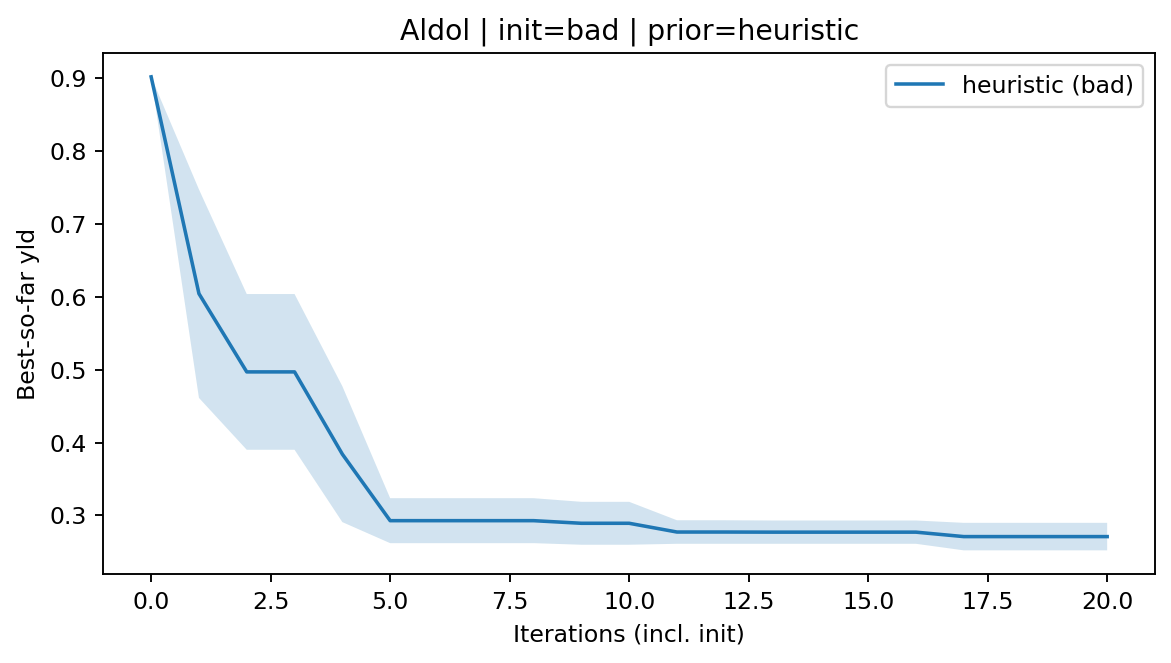 Aldol | init=bad | prior=heuristic
heuristic (bad)
Best-so-far yld
0.9
0.8
0.7
0.6
0.5
0.4
0.3
0.0 2.5 5.0 7.5 10.0 12.5 15.0 17.5 20.0
Iterations (incl. init)